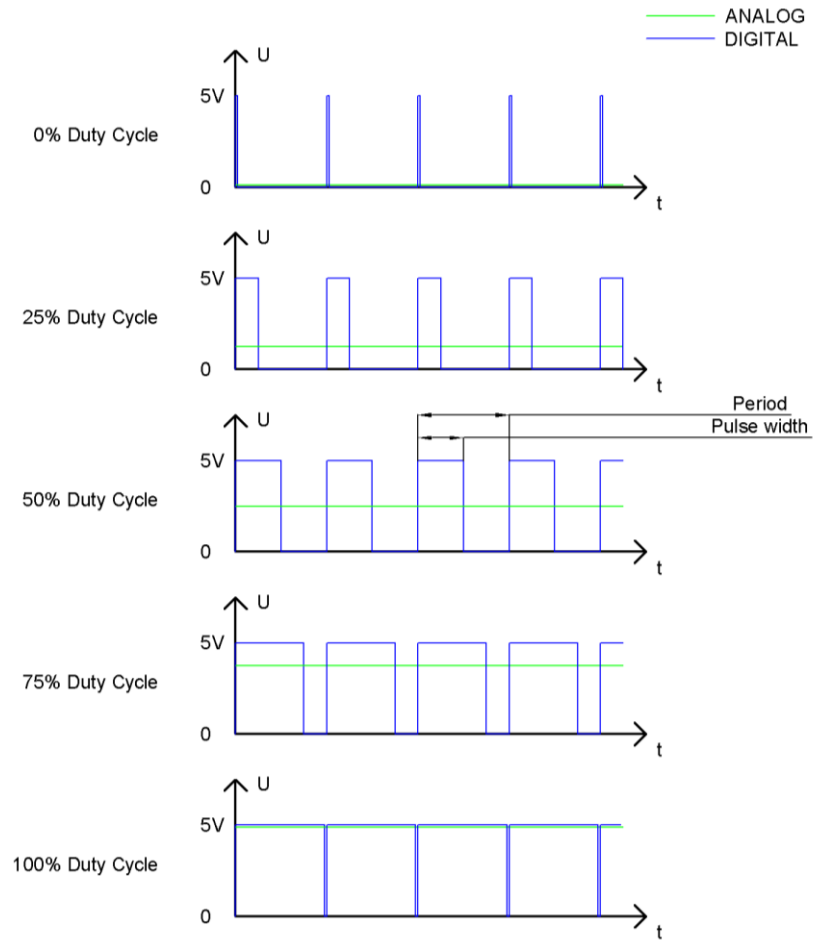 ANALOG
DIGITAL
U
5V
0% Duty Cycle
0
t
U
5V
25% Duty Cycle
0
t
Period
U
Pulse width
5V
50% Duty Cycle
0
t
U
5V
75% Duty Cycle
0
t
U
5V
100% Duty Cycle
0
t